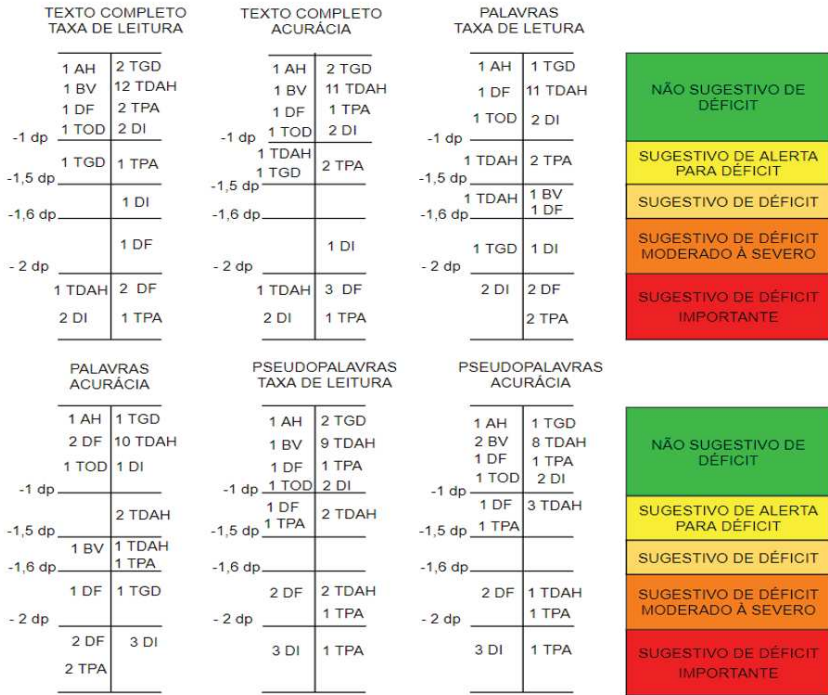 TEXTO COMPLETO
TAXA DE LEITURA
1 AH 2 TGD
1 BV 12 TDAH
1 DF 2 TPA
1 TOD 2 DI
-1 dp
1 TGD 1 TPA
-1,5 dp
1 DI
-1,6 dp
1 DF
- 2 dp
1 TDAH 2 DF
2 DI 1 TPA
TEXTO COMPLETO
ACURÁCIA
1 AH 2 TGD
1 BV 11 TDAH
1 DF 1 TPA
1 TOD 2 DI
-1 dp
1 TDAH
1 TGD 2 TPA
-1,5 dp
-1,6 dp
1 DI
- 2 dp
1 TDAH 3 DF
2 DI 1 TPA
PALAVRAS
TAXA DE LETURA
1 AH 1 TGD
1 DF 11 TDAH
1 TOD 2 DI
-1 dp
1 TDAH 2 TPA
-1,5 dp
1 TDAH 1 BV
1 DF
-1,6 dp
1 TGD 1 DI
- 2 dp
2 DI 2 DF
2 TPA
NÃO SUGESTIVO DE
DÉFICIT
SUGESTIVO DE ALERTA
PARA DÉFICIT
SUGESTIVO DE DÉFICIT
SUGESTIVO DE DÉFICIT
MODERADO À SEVERO
SUGESTIVO DE DÉFICIT
IMPORTANTE
PALAVRAS
ACURÁCIA
1 AH 1 TGD
2 DF 10 TDAH
1 TOD 1 DI
-1 dp
2 TDAH
-1,5 dp
1 BV 1 TDAH
1 TPA
-1,6 dp
1 DF 1 TGD
- 2 dp
2 DF 3 DI
2 TPA
PSEUDOPALAVRAS
TAXA DE LEITURA
1 AH 2 TGD
1 BV 9 TDAH
1 DF 1 TPA
1 TOD 2 DI
-1 dp
1 DF
1 TPA 2 TDAH
-1,5 dp
-1,6 dp
2 DF 2 TDAH
1 TPA
- 2 dp
3 DI 1 TPA
PSEUDOPALAVRAS
ACURÁCIA
1 AH 1 TGD
2 BV 8 TDAH
1 DF 1 TPA
1 TOD 2 DI
-1 dp
1 DF 3 TDAH
1 TPA
-1,5 dp
-1,6 dp
2 DF 1 TDAH
1 TPA
- 2 dp
3 DI 1 TPA
NÃO SUGESTIVO DE
DÉFICIT
SUGESTIVO DE ALERTA
PARA DÉFICIT
SUGESTIVO DE DÉFICIT
SUGESTIVO DE DÉFICIT
MODERADO À SEVERO
SUGESTIVO DE DÉFICIT
IMPORTANTE